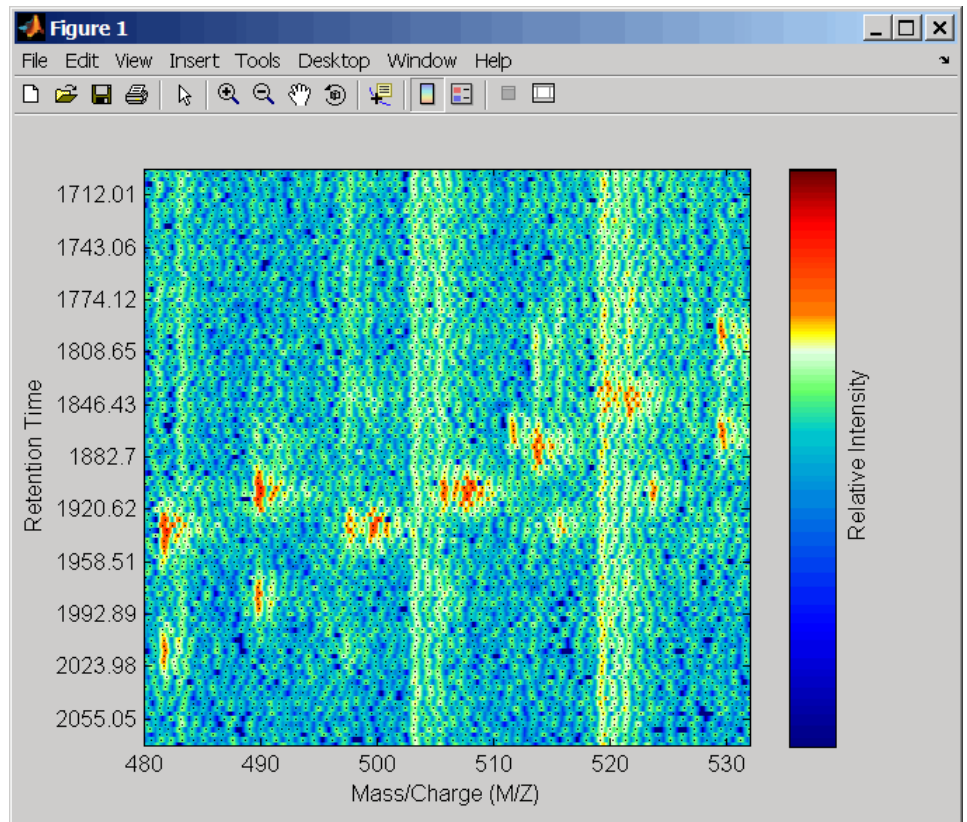 Figure 1
File Edit View Insert Tools Desktop Window Help
1712.01
1743.06
1774.12
1808.65
1846.43
1882.7
1920.62
1958.51
1992.89
2023.98
2055.05
Retention Time
480 490 500 510 520 530
Mass/Charge (M/Z)
Relative Intensity